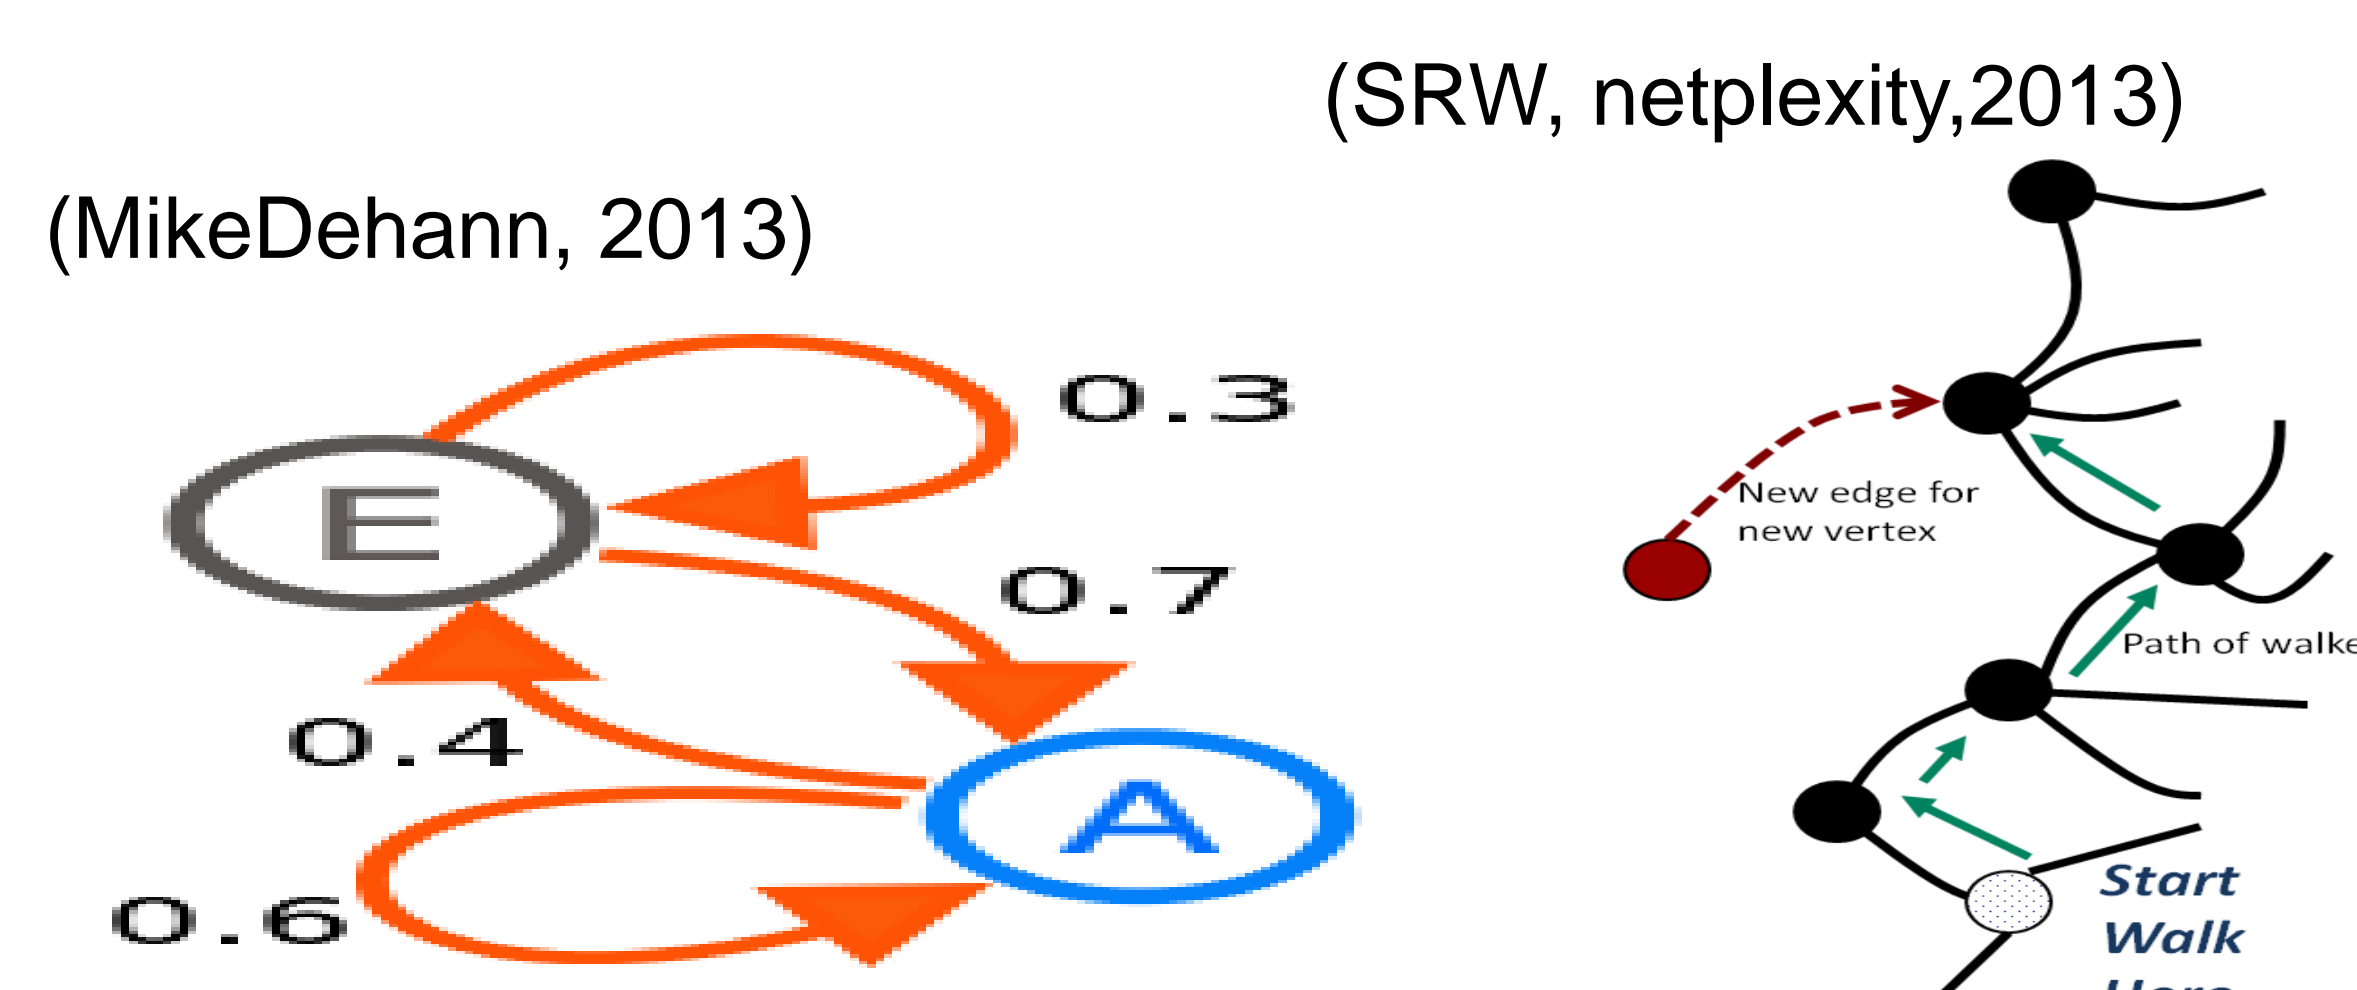 (SRW, netplexity,2013)
(MikeDehann, 2013)
0.3
E
0.7
0.4
A
0.6
New edge for
new vertex
Path of walke
Start
Walk
Here